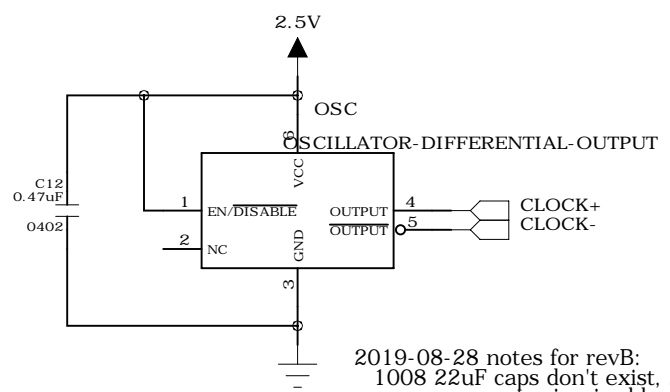 2.5V
OSC
6
OSCILLATOR-DIFFERENTIAL-OUTPUT
VCC
C12
0.47uF
0402
1
EN/DISABLE
OUTPUT
4
CLOCK+
2
NC
OUTPUT
5
CLOCK-
GND
3
2019-08-28 notes for revB:
1008 22uF caps don't exist,